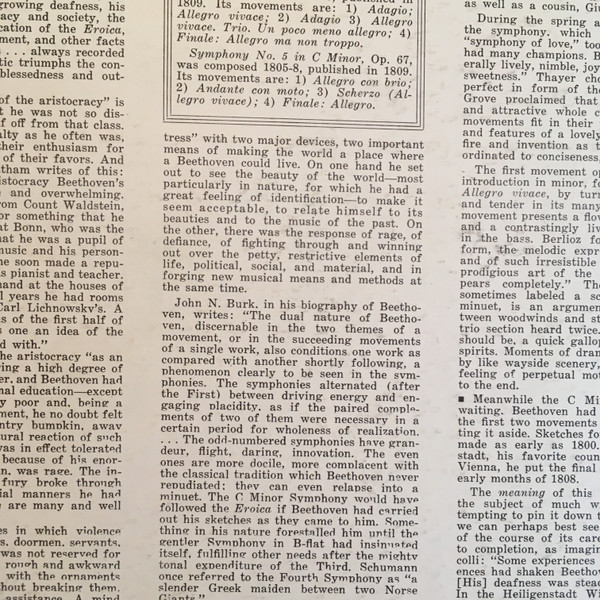 growing deafness, his
acy and society, the
cation of the Eroica,
ment, and other facts
. . . always recorded
tic triumphs the con-
blessedness and out-
of the aristocracy" is
t he was not so dis-
f off from that class.
alty as he often was,
their enthusiasm for
of their favors. And
tham writes of this:
istocracy Beethoven's
and overwhelming.
rom Count Waldstein,
or something that he
at Bonn, who was the
hat he was a pupil of
music and his person-
he soon made a repu-
s pianist and teacher.
hand at the houses of
l years he had rooms
Carl Lichnowsky's. A
s of the first half of
s one an idea of the
d with."
he aristocracy "as an
ving a high degree of
er, and Beethoven had
nal education—except
y poor and, being a
ment, he no doubt felt
ntry bumpkin, awav
tural reaction of such
was in effect tolerated
because of his enor-
n, was rage. The in-
fury broke through
ial manners he had
e are many and well
es in which violence
s, doormen, servants,
was not reserved for
rough and awkward
with the ornaments
hout breaking them.
assistance. A mind
1809. Its movements are: 1) Adagio;
Allegro vivace; 2) Adagio 3) Allegro
vivace. Trio. Un poco meno allegro; 4)
Finale: Allegro ma non troppo.
Symphony No. 5 in C Minor, Op. 67,
was composed 1805-8, published in 1809.
Its movements are: 1) Allegro con brio;
2) Andante con moto; 3) Scherzo (Al-
legro vivace); 4) Finale: Allegro.
tress" with two major devices, two important
means of making the world a place where
a Beethoven could live. On one hand he set
out to see the beauty of the world—most
particularly in nature, for which he had a
great feeling of identification—to make it
seem acceptable, to relate himself to its
beauties and to the music of the past. On
the other, there was the response of rage, of
defiance, of fighting through and winning
out over the petty, restrictive elements of
life, political, social, and material, and in
forging new musical means and methods at
the same time.
John N. Burk, in his biography of Beetho-
ven, writes: "The dual nature of Beetho-
ven, discernable in the two themes of a
movement, or in the succeeding movements
of a single work, also conditions one work as
compared with another shortly following, a
phenomenon clearly to be seen in the sym-
phonies. The symphonies alternated (after
the First) between driving energy and en-
gaging placidity, as if the paired comple-
ments of two of them were necessary in a
certain period for wholeness of realization.
. . . The odd-numbered symphonies have gran-
deur, flight, daring, innovation. The even
ones are more docile, more complacent with
the classical tradition which Beethoven never
repudiated; they can even relapse into a
minuet. The C Minor Symphony would have
followed the Eroica if Beethoven had carried
out his sketches as they came to him. Some-
thing in his nature forestalled him until the
gentler Symphony in B-flat had insinuated
itself, fulfilling other needs after the mighty
tonal expenditure of the Third. Schumann
once referred to the Fourth Symphony as "a
slender Greek maiden between two Norse
Giants."
as well as a cousin, Giu
During the spring a
the symphony, which
"symphony of love," too
had many champions. B
erally lively, nimble, joy
sweetness." Thayer cho
perfect in form of the
Grove proclaimed that
and attractive whole c
movements fit in their
and features of a lovely
fire and invention as t
ordinated to conciseness,
The first movement op
introduction in minor, fo
Allegro vivace, by turn
and tender in its many
movement presents a flow
and a contrastingly live
in the bass. Berlioz fo
form, the melodic expr
and of such irresistible
prodigious art of the
pears completely." The
sometimes labeled a sc
minuet, is an argumen
tween woodwinds and st
trio section heard twice.
should be, a quick gallop
spirits. Moments of dram
by like wayside scenery,
feeling of perpetual mot
to the end.
■ Meanwhile the C Mi
waiting. Beethoven had
the first two movements
ting it aside. Sketches fo
made as early as 1800.
stadt, his favorite coun
Vienna, he put the final
early months of 1808.
The meaning of this
the subject of much w
tempting to pin it down t
we can perhaps best see
of the course of its care
to completion, as imagin
colli: "Some experiences
ences had shaken Beethov
[His] deafness was stead
In the Heiligenstadt Wi